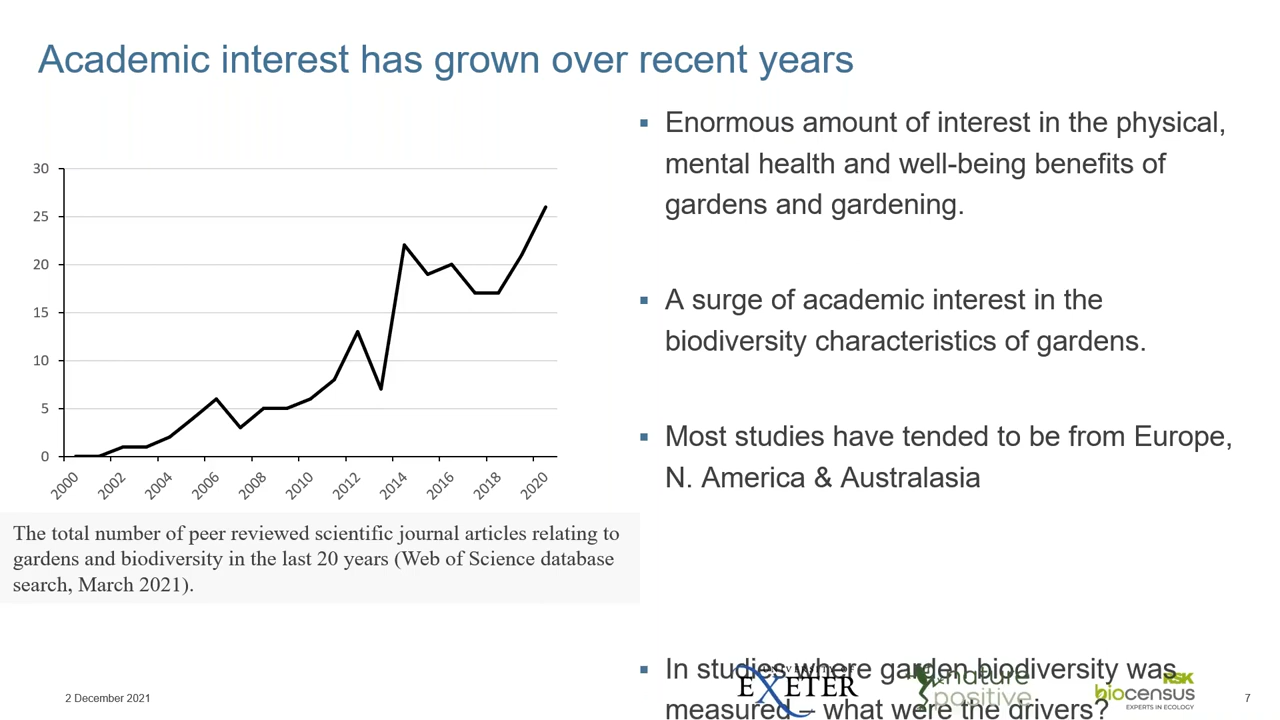 Academic interest has grown over recent years
30
25
20
15
10
5
0
2000
2002
2004
2006
2008
2010
2012
2014
2016
2018
2020
The total number of peer reviewed scientific journal articles relating to
gardens and biodiversity in the last 20 years (Web of Science database
search, March 2021).
▪ Enormous amount of interest in the physical,
mental health and well-being benefits of
gardens and gardening.
▪ A surge of academic interest in the
biodiversity characteristics of gardens.
▪ Most studies have tended to be from Europe,
N. America & Australasia
▪ In studies where garden biodiversity was
measured – what were the drivers?
2 December 2021
UNIVERSITY OF
EXETER
nature
positive
RSK
biocensus
EXPERTS IN ECOLOGY
7